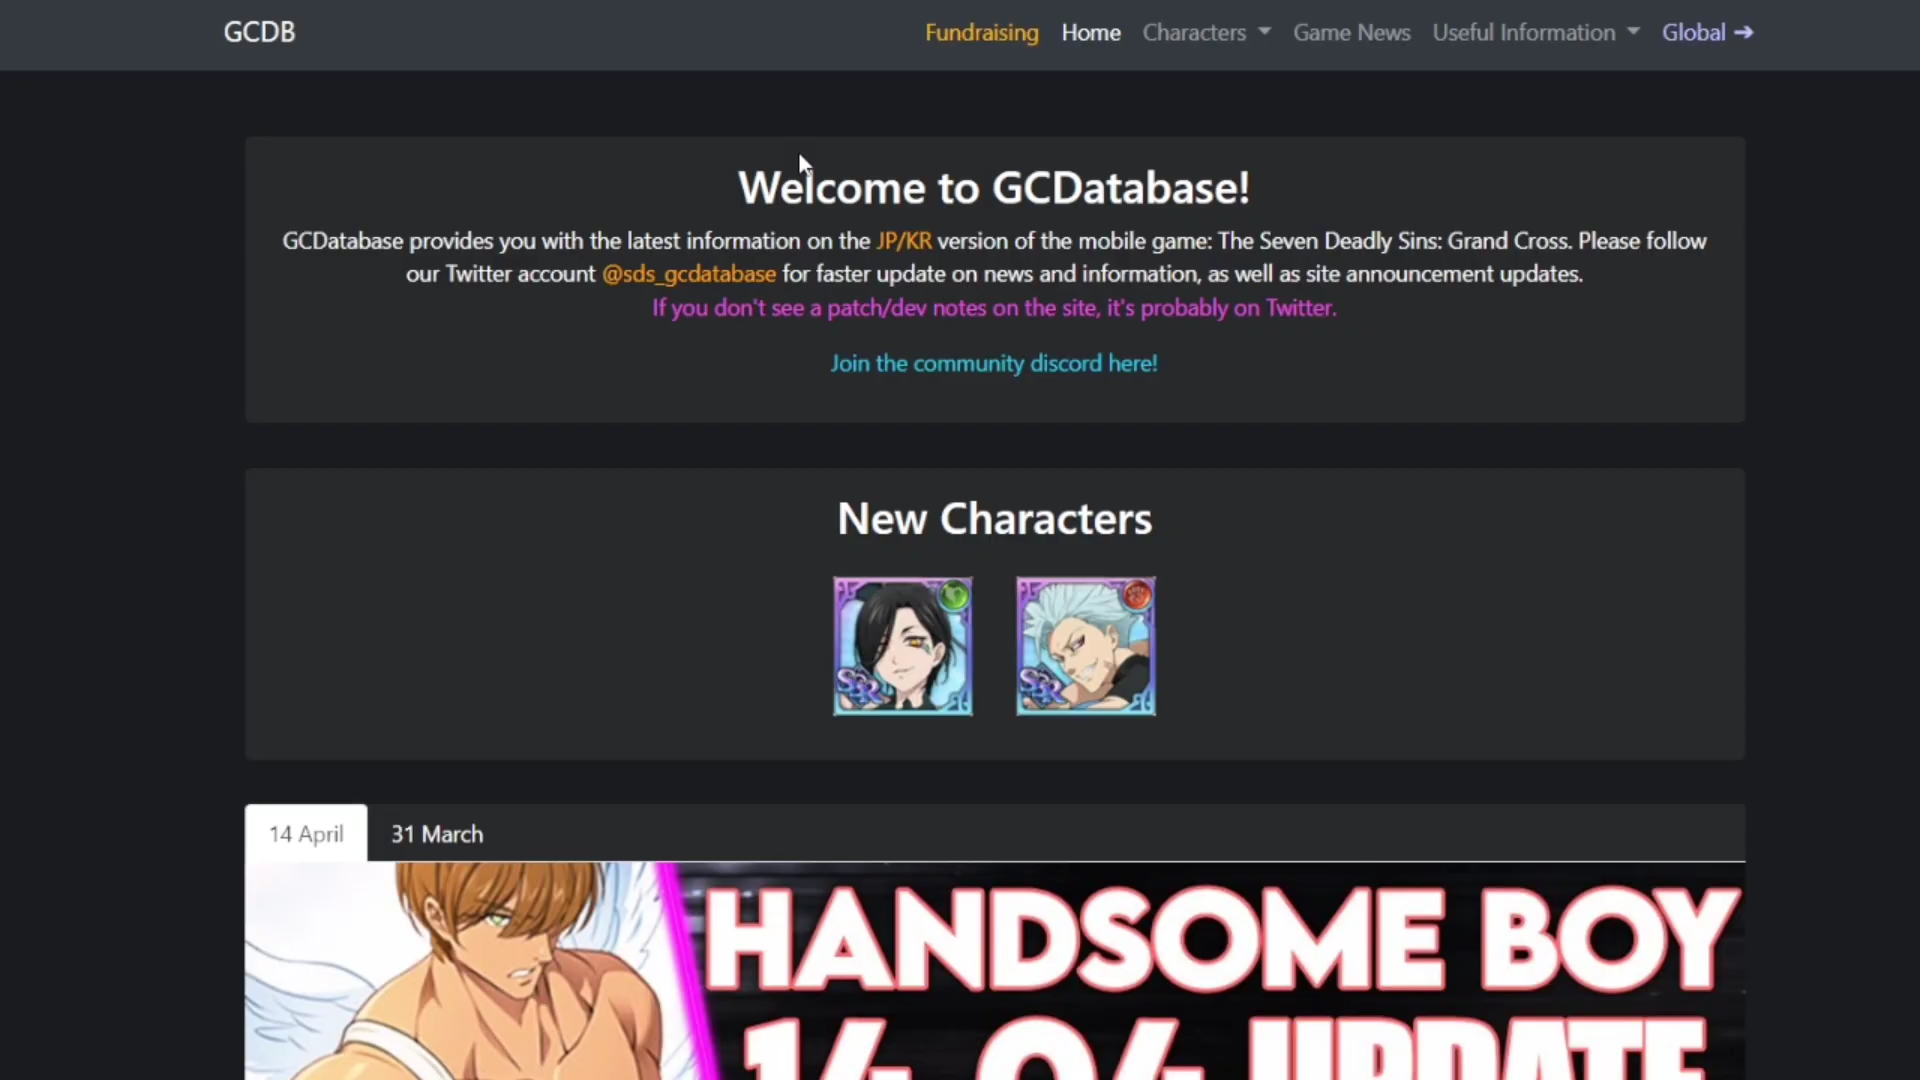 GCDB
Fundraising
Home
Characters
Game News
Useful Information
Global
Welcome to GCDatabase!
GCDatabase provides you with the latest information on the JP/KR version of the mobile game: The Seven Deadly Sins: Grand Cross. Please follow
our Twitter account @sds_gcdatabase for faster update on news and information, as well as site announcement updates.
If you don't see a patch/dev notes on the site, it's probably on Twitter.
Join the community discord here!
New Characters
SSR
SSR
14 April
31 March
HANDSOME BOY
14.04 UPDATE